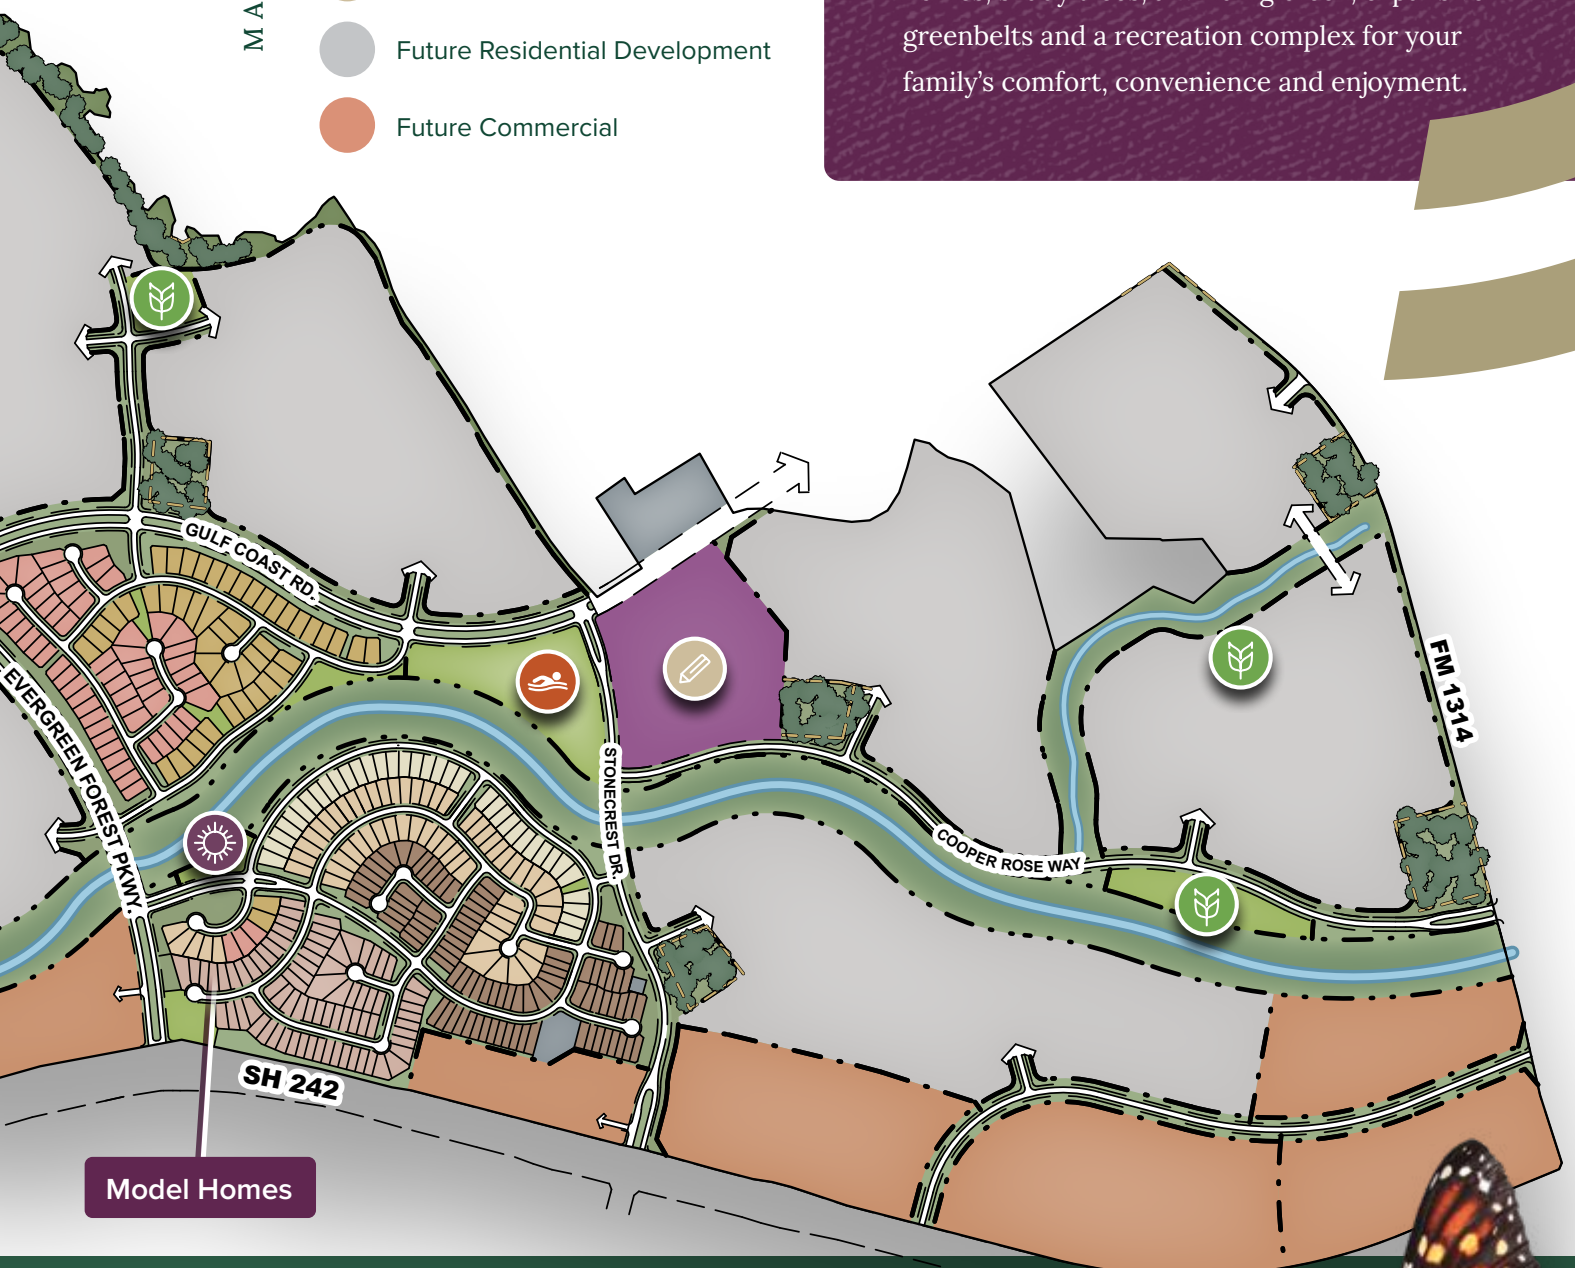 MA
Future Residential Development
Future Commercial
greenbelts and a recreation complex for your
family's comfort, convenience and enjoyment.
GULF COAST RD.
EVERGREEN FOREST PKWY.
STONECREST DR.
COOPER ROSE WAY
FM 1314
SH 242
Model Homes